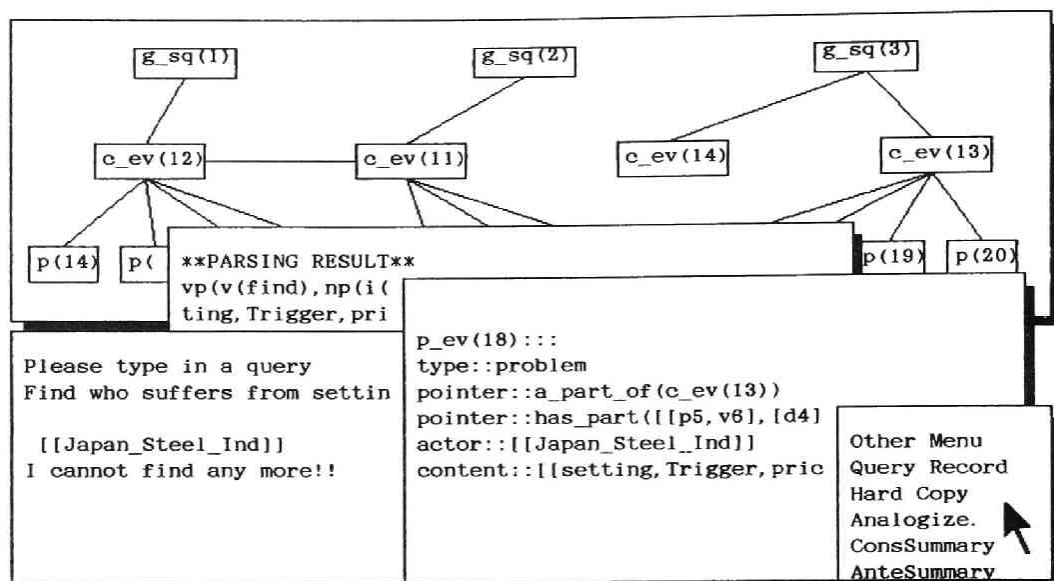 g_sq(1) g_sq(2) g_sq(3)
c_ev(12) c_ev(11) c_ev(14) c_ev(13)
p(14) p( p(19) p(20)
**PARSING RESULT**
vp(v(find),np(i(
ting,Trigger,pri
Please type in a query
Find who suffers from settin
[[Japan_Steel_Ind]]
I cannot find any more!!
p_ev(18):::
type::problem
pointer::a_part_of(c_ev(13))
pointer::has_part([[p5,v6],[d4]
actor::[[Japan_Steel_Ind]]
content::[[setting,Trigger,pric
Other Menu
Query Record
Hard Copy
Analogize.
ConsSummary
AnteSummary